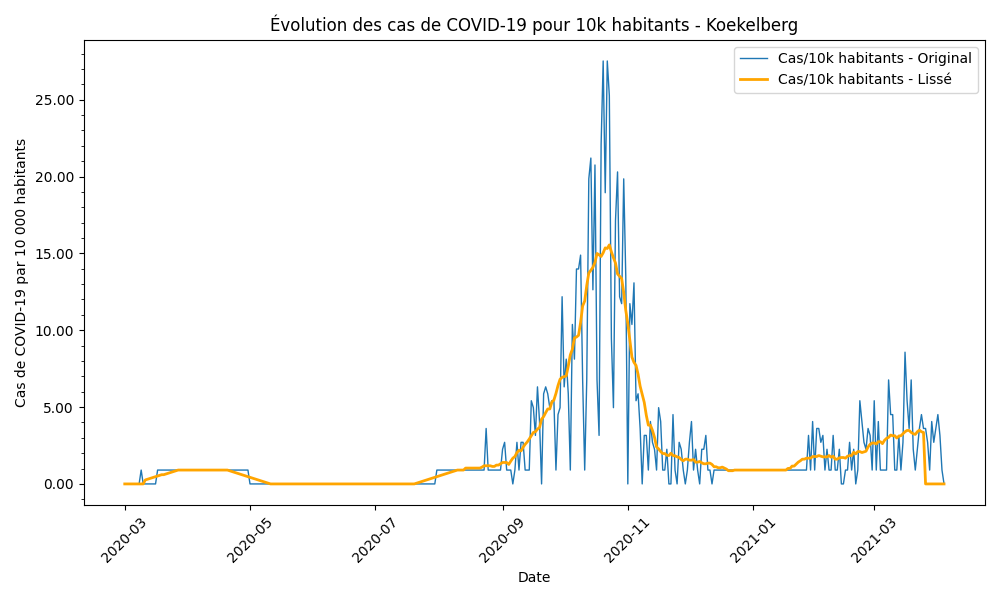 Évolution des cas de COVID-19 pour 10k habitants - Koekelberg
Cas/10k habitants - Original
Cas/10k habitants - Lissé
Cas de COVID-19 par 10 000 habitants
25.00
20.00
15.00
10.00
5.00
0.00
2020-03
2020-05
2020-07
2020-09
2020-11
2021-01
2021-03
Date